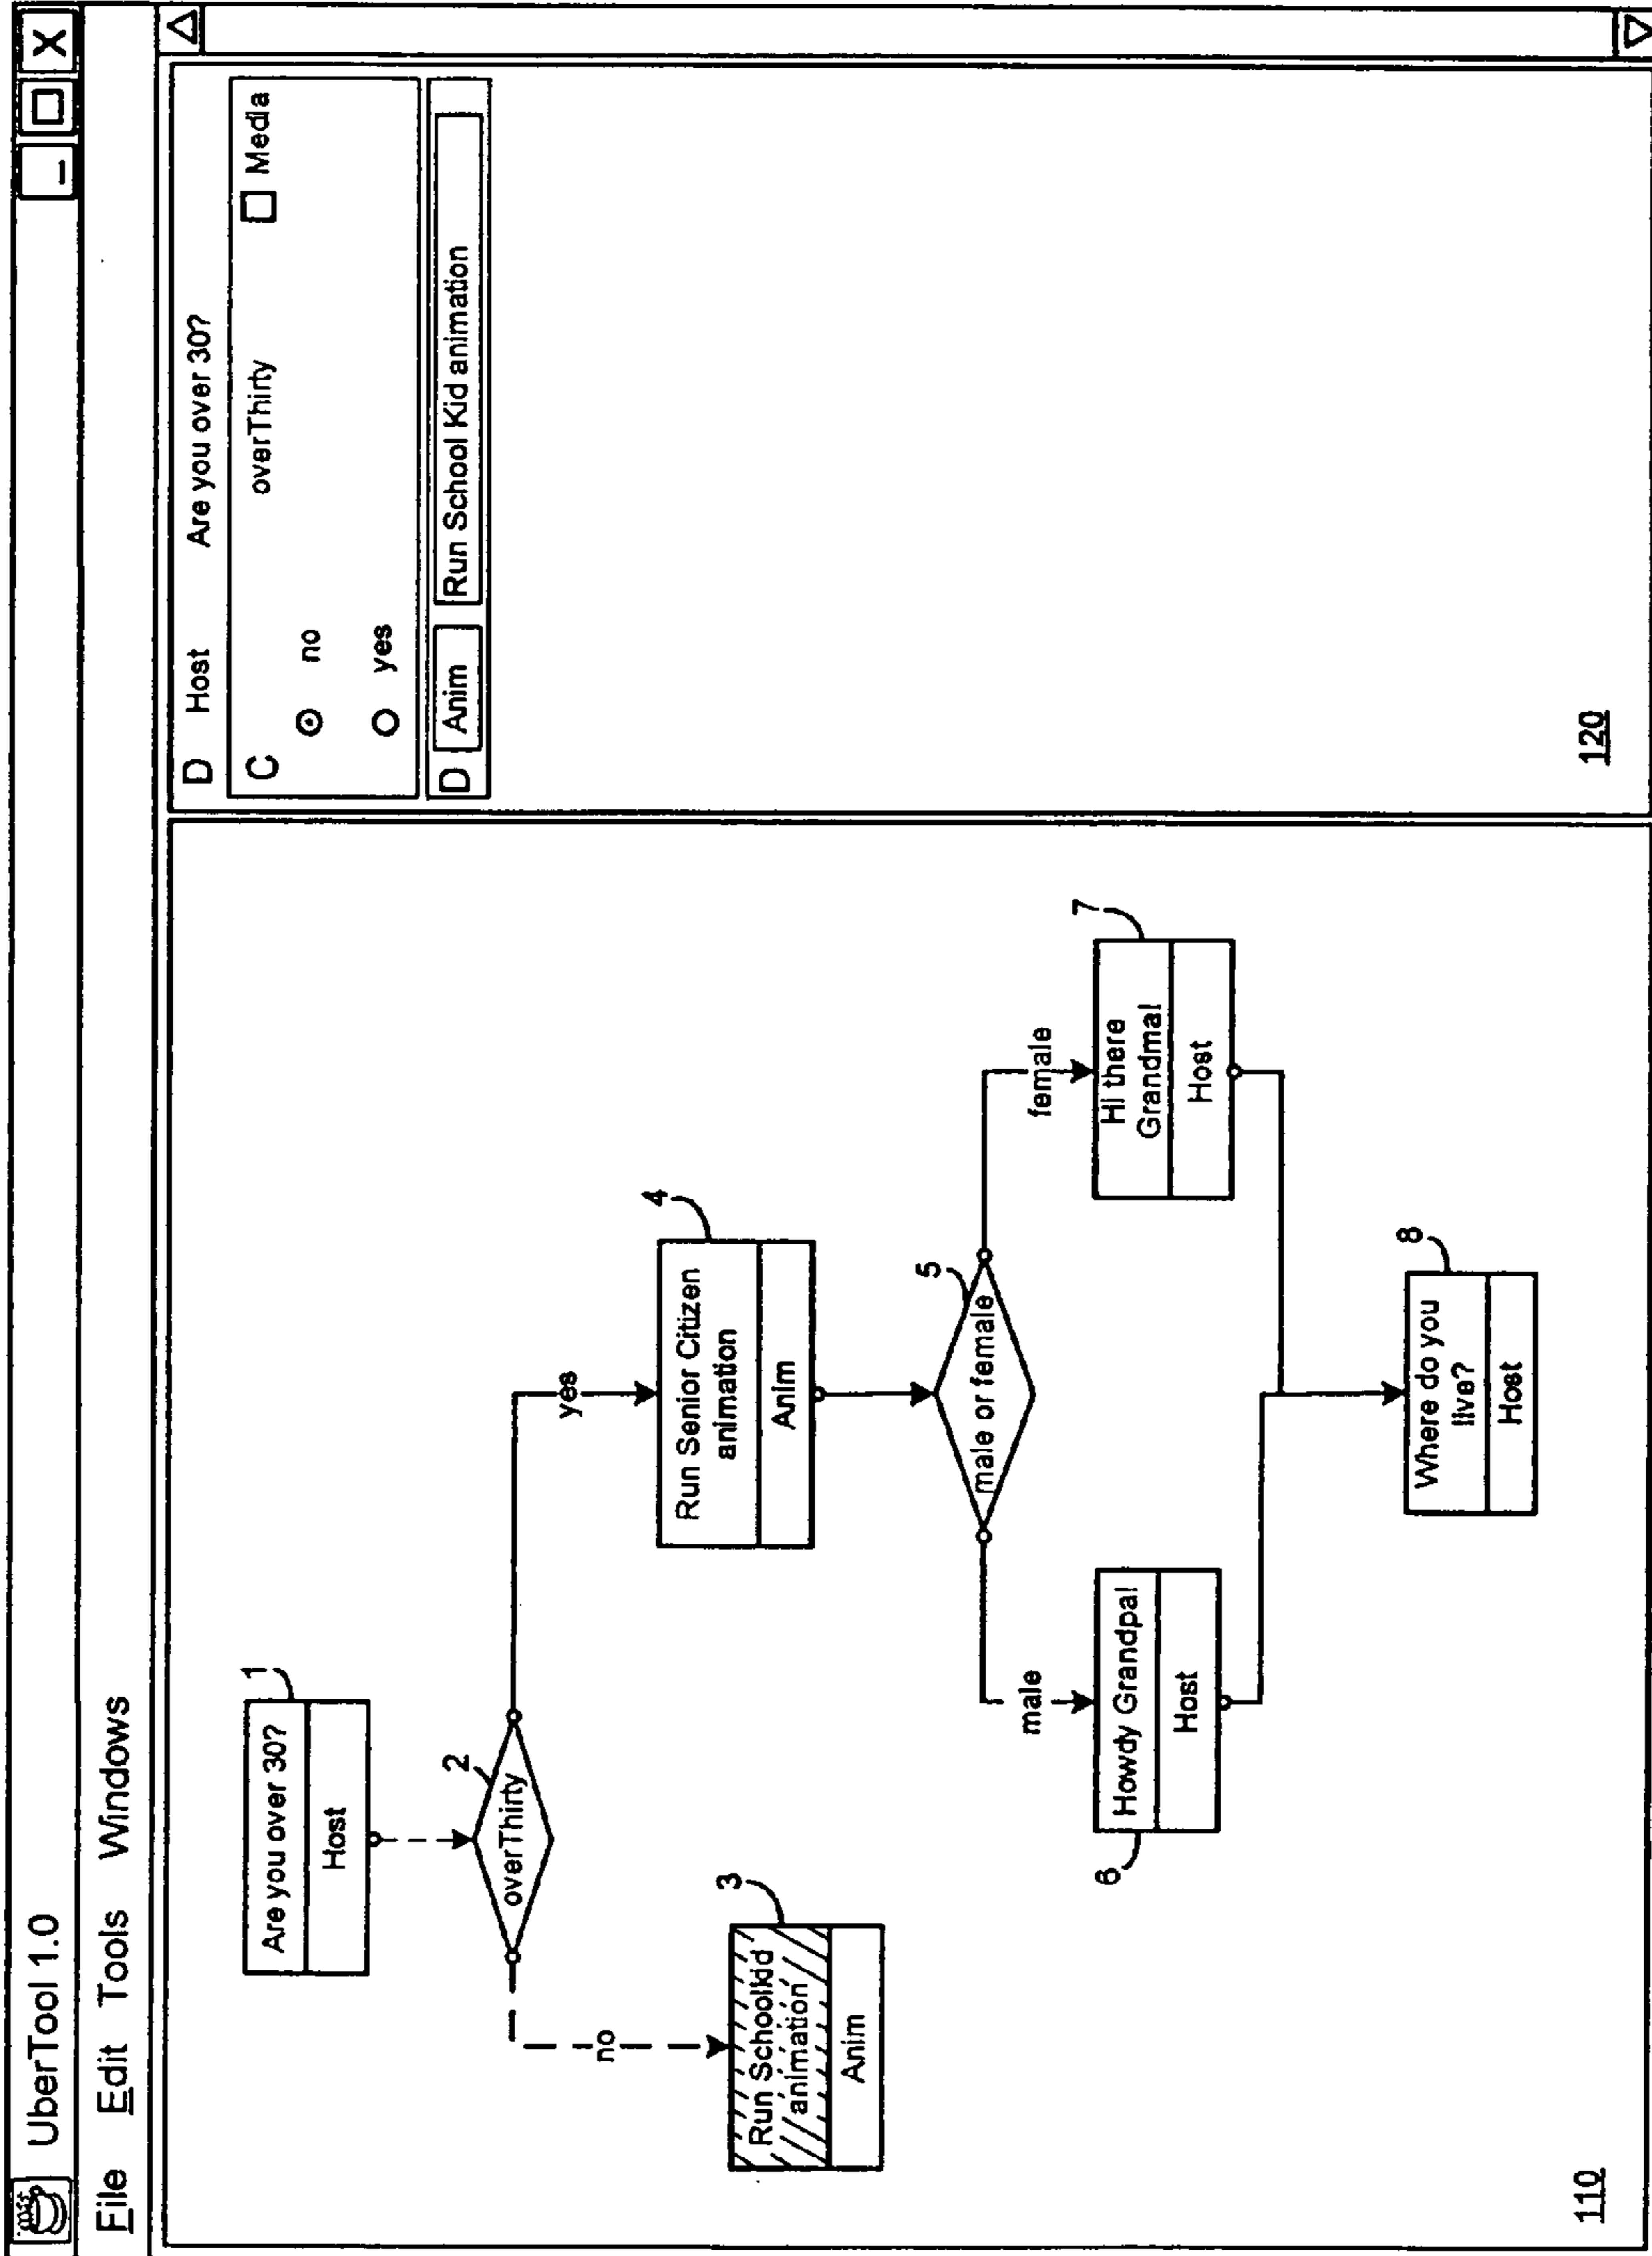 UberTool 1.0
_ X
File Edit Tools Windows
Are you over 30?
Host
1
overThirty
2
no
yes
Run Schoolkid
animation
Anim
3
Run Senior Citizen
animation
Anim
4
male or female
5
male
female
Howdy Grandpa!
Host
6
Hi there
Grandma!
Host
7
Where do you
live?
Host
8
110
D Host Are you over 30?
C overThirty Media
no
yes
D Anim Run School Kid animation
120